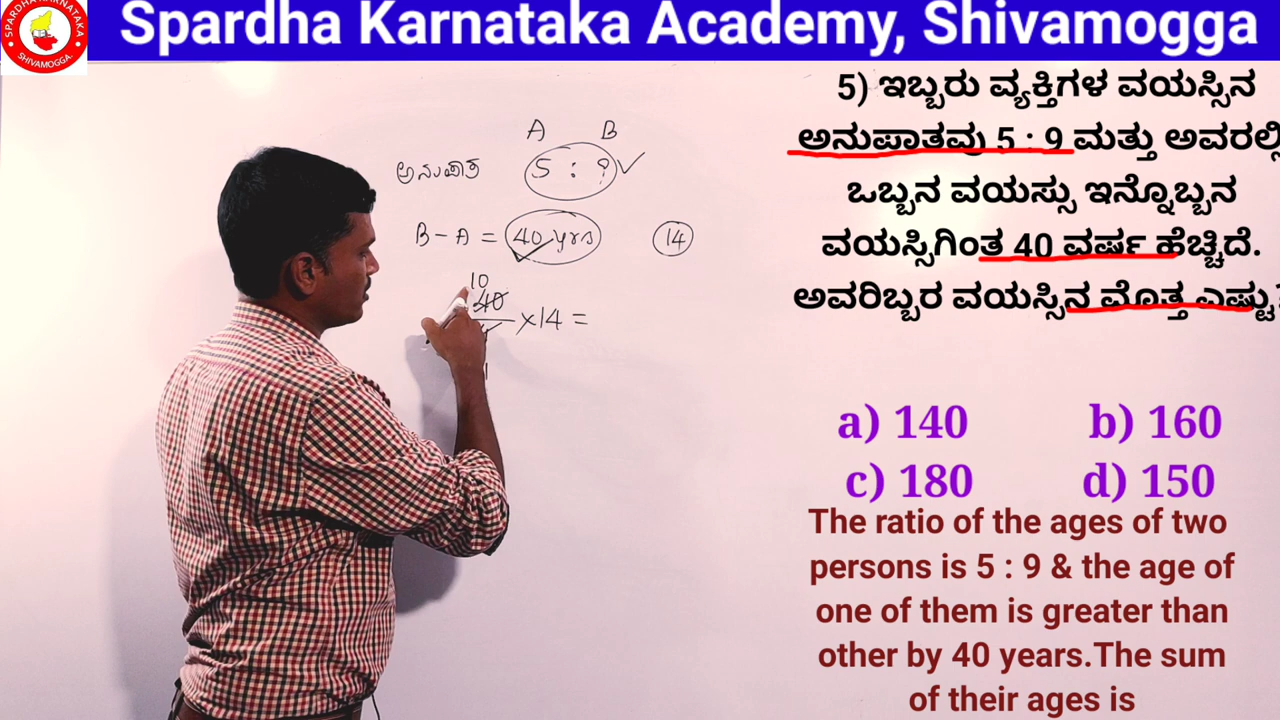 Spardha Karnataka Academy, Shivamogga
SPARDHA KARNATAKA
SHIVAMOGGA
5) ಇಬ್ಬರು ವ್ಯಕ್ತಿಗಳ ವಯಸ್ಸಿನ
ಅನುಪಾತವು 5 : 9 ಮತ್ತು ಅವರಲ್ಲಿ
ಒಬ್ಬನ ವಯಸ್ಸು ಇನ್ನೊಬ್ಬನ
ವಯಸ್ಸಿಗಿಂತ 40 ವರ್ಷ ಹೆಚ್ಚಿದೆ.
ಅವರಿಬ್ಬರ ವಯಸ್ಸಿನ ಮೊತ್ತ ಎಷ್ಟು?
a) 140 b) 160
c) 180 d) 150
The ratio of the ages of two
persons is 5 : 9 & the age of
one of them is greater than
other by 40 years.The sum
of their ages is
A B
ಅನುಪಾತ 5 : 9 ✓
B - A = 40 yrs 14
10
40
× 14 =
1